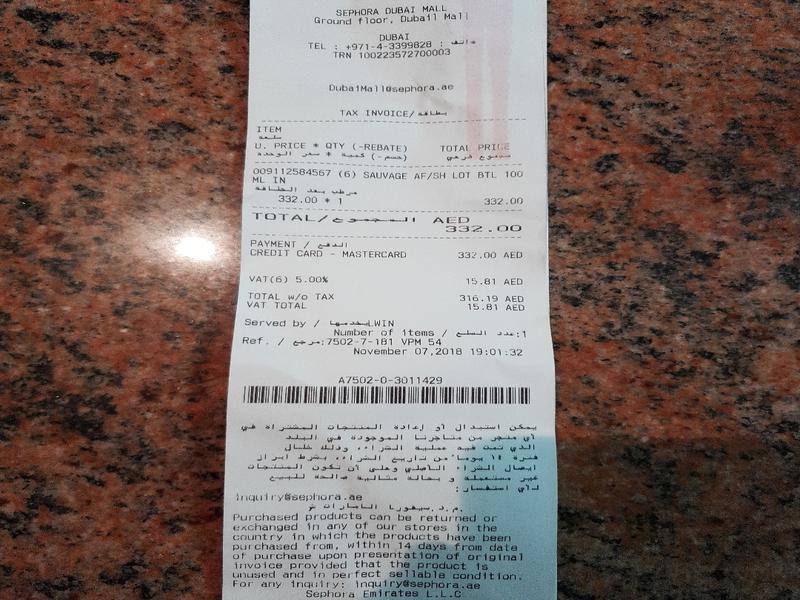 SEPHORA DUBAI MALL
Ground floor, Dubai1 Mall
DUBAI
TEL : +971-4-3399828 : هاتف
TRN 100223572700003
DubaiMall@sephora.ae
TAX INVOICE/بطاقة
ITEM
سلعة
U. PRICE * QTY (-REBATE) TOTAL PRICE
(خصم-) كمية * سعر الوحدة مجموع فرعي
009112584567 (6) SAUVAGE AF/SH LOT BTL 100
ML IN
مرطب بعد الحلاقة
332.00 * 1 332.00
TOTAL/المجموع AED
332.00
PAYMENT / الدفع
CREDIT CARD - MASTERCARD 332.00 AED
VAT(6) 5.00% 15.81 AED
TOTAL w/o TAX 316.19 AED
VAT TOTAL 15.81 AED
Served by / يخدمها LWIN
Number of items / عدد السلع :1
Ref. / مرجع :7502-7-181 VPM 54
November 07,2018 19:01:32
A7502-0-3011429
يمكن استبدال أو إعادة المنتجات المشتراة في
أي متجر من متاجرنا الموجودة في البلد
الذي تمت فيه عملية الشراء، وذلك خلال
فترة ١٤ يوما من تاريخ الشراء، بشرط ابراز
ايصال الشراء الأصلي وعلى أن تكون المنتجات
غير مستعملة و بحالة مثالية صالحة للبيع
لأي استفسار:
inquiry@sephora.ae
سيفورا الامارات
Purchased products can be returned or
exchanged in any of our stores in the
country in which the products have been
purchased from, within 14 days from date
of purchase upon presentation of original
invoice provided that the product is
unused and in perfect sellable condition.
For any inquiry: inquiry@sephora.ae
Sephora Emirates L.L.C